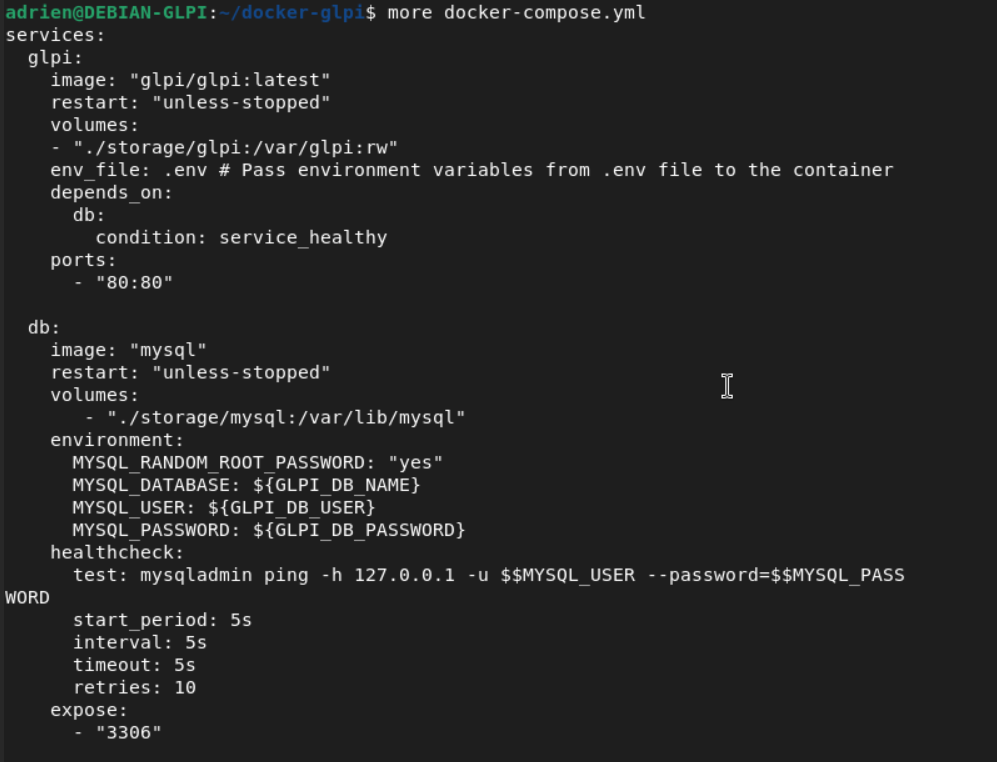 adrien@DEBIAN-GLPI:~/docker-glpi$ more docker-compose.yml
services:
  glpi:
    image: "glpi/glpi:latest"
    restart: "unless-stopped"
    volumes:
    - "./storage/glpi:/var/glpi:rw"
    env_file: .env # Pass environment variables from .env file to the container
    depends_on:
      db:
        condition: service_healthy
    ports:
      - "80:80"

  db:
    image: "mysql"
    restart: "unless-stopped"
    volumes:
       - "./storage/mysql:/var/lib/mysql"
    environment:
      MYSQL_RANDOM_ROOT_PASSWORD: "yes"
      MYSQL_DATABASE: ${GLPI_DB_NAME}
      MYSQL_USER: ${GLPI_DB_USER}
      MYSQL_PASSWORD: ${GLPI_DB_PASSWORD}
    healthcheck:
      test: mysqladmin ping -h 127.0.0.1 -u $$MYSQL_USER --password=$$MYSQL_PASS
WORD
      start_period: 5s
      interval: 5s
      timeout: 5s
      retries: 10
    expose:
      - "3306"